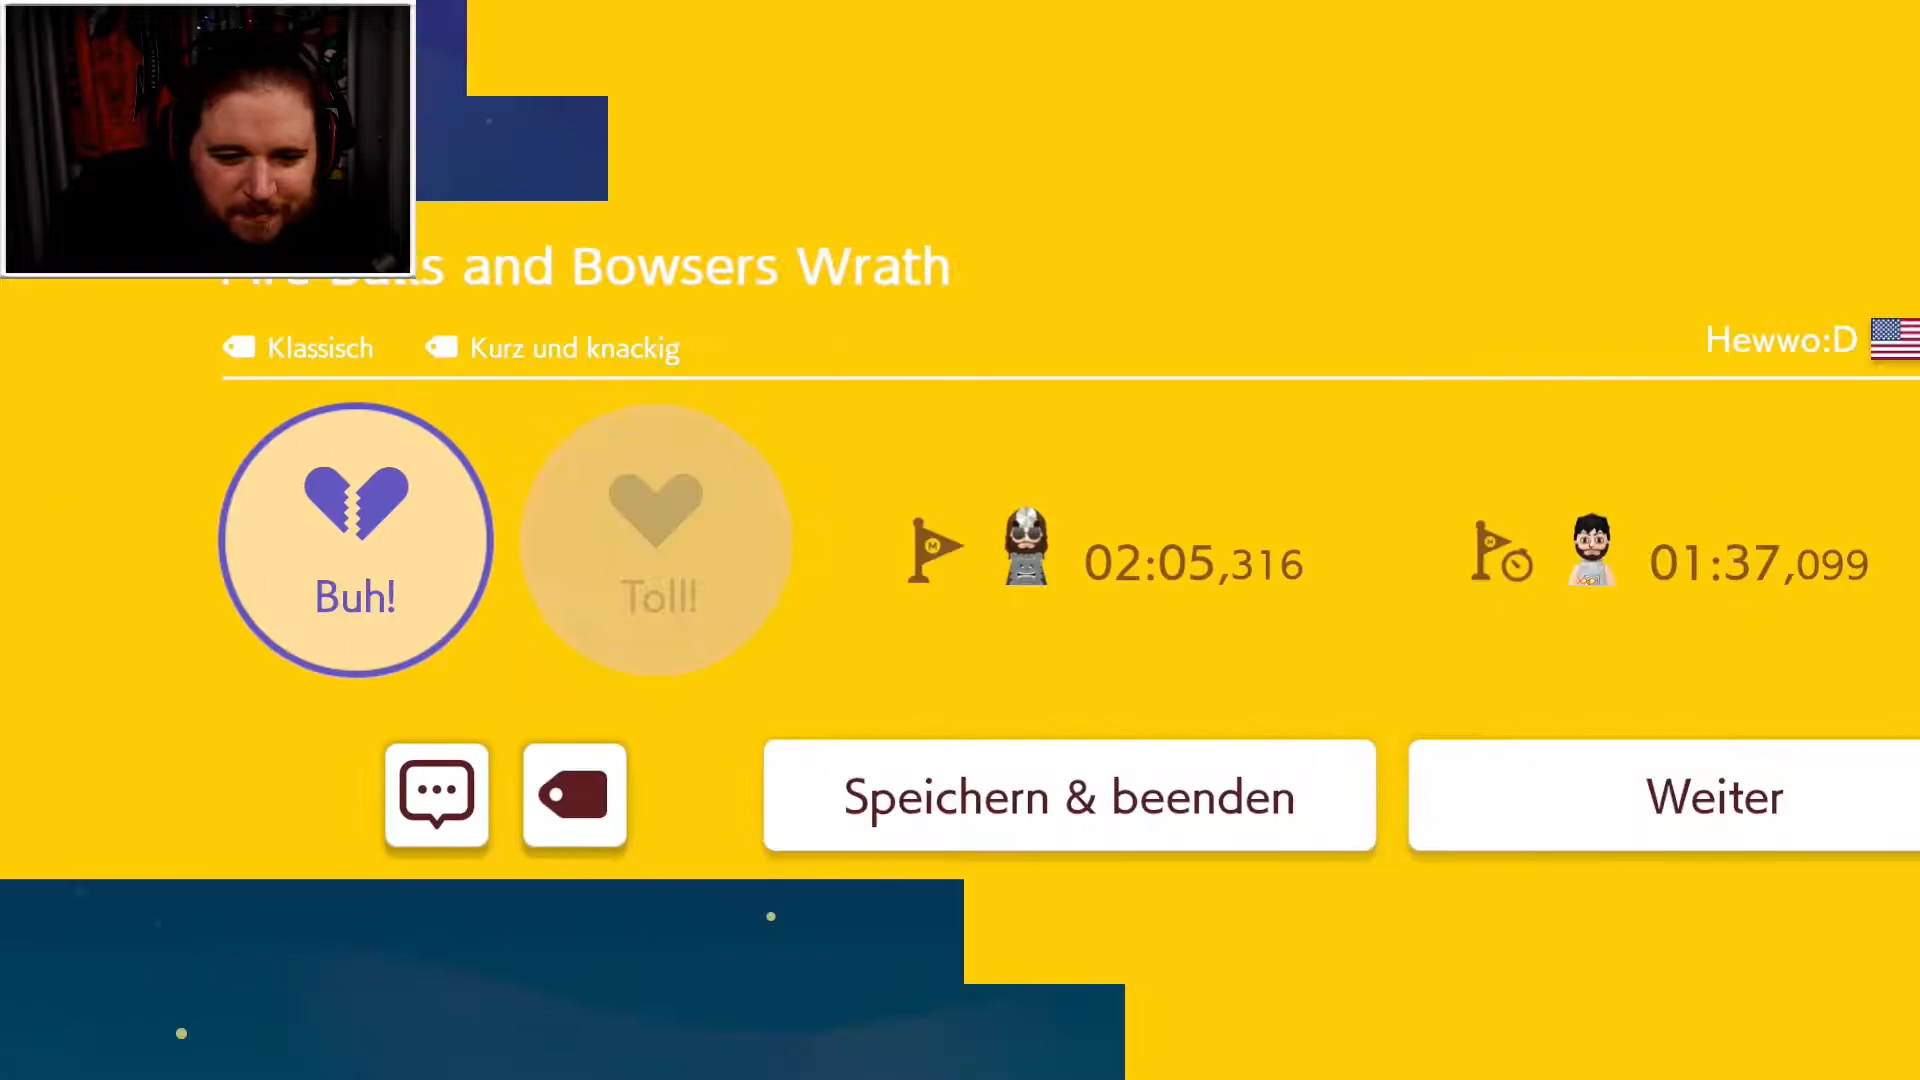 and Bowsers Wrath
Klassisch
Kurz und knackig
Hewwo:D
Buh!
Toll!
02:05,316
01:37,099
Speichern & beenden
Weiter